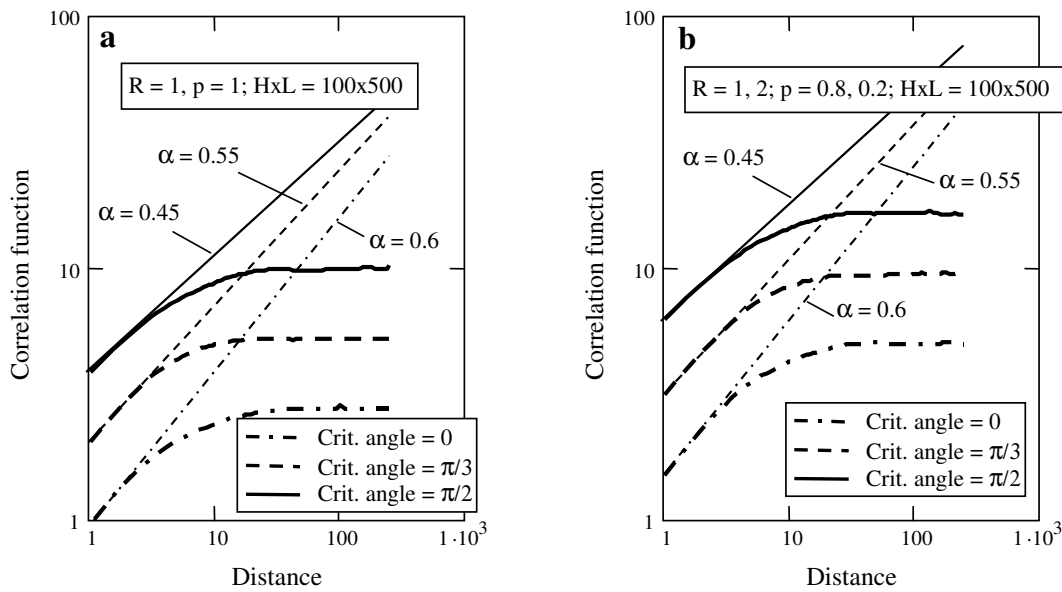 a
R = 1, p = 1; HxL = 100x500
α = 0.55
α = 0.45
α = 0.6
Correlation function
100
10
1
Crit. angle = 0
Crit. angle = π/3
Crit. angle = π/2
1
10
100
1·10³
Distance
b
R = 1, 2; p = 0.8, 0.2; HxL = 100x500
α = 0.45
α = 0.55
α = 0.6
Correlation function
100
10
1
Crit. angle = 0
Crit. angle = π/3
Crit. angle = π/2
1
10
100
1·10³
Distance